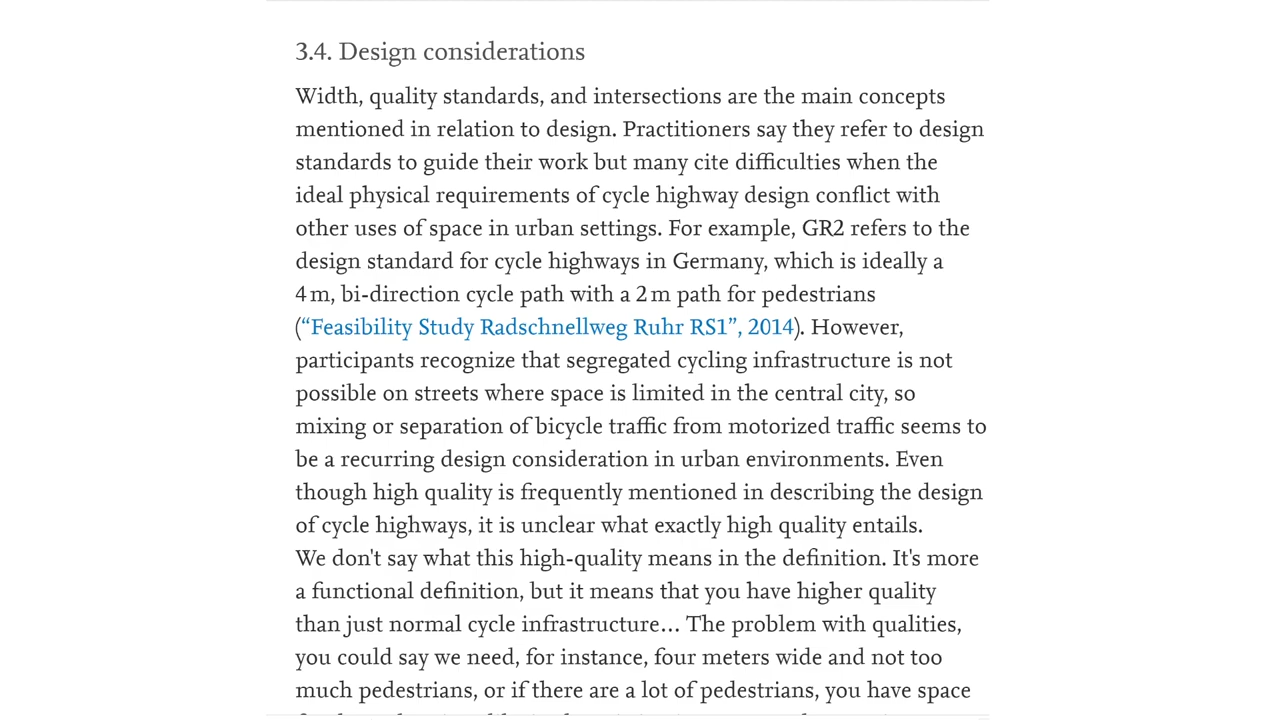 3.4. Design considerations
Width, quality standards, and intersections are the main concepts
mentioned in relation to design. Practitioners say they refer to design
standards to guide their work but many cite difficulties when the
ideal physical requirements of cycle highway design conflict with
other uses of space in urban settings. For example, GR2 refers to the
design standard for cycle highways in Germany, which is ideally a
4 m, bi-direction cycle path with a 2 m path for pedestrians
(“Feasibility Study Radschnellweg Ruhr RS1”, 2014). However,
participants recognize that segregated cycling infrastructure is not
possible on streets where space is limited in the central city, so
mixing or separation of bicycle traffic from motorized traffic seems to
be a recurring design consideration in urban environments. Even
though high quality is frequently mentioned in describing the design
of cycle highways, it is unclear what exactly high quality entails.
We don't say what this high-quality means in the definition. It's more
a functional definition, but it means that you have higher quality
than just normal cycle infrastructure… The problem with qualities,
you could say we need, for instance, four meters wide and not too
much pedestrians, or if there are a lot of pedestrians, you have space